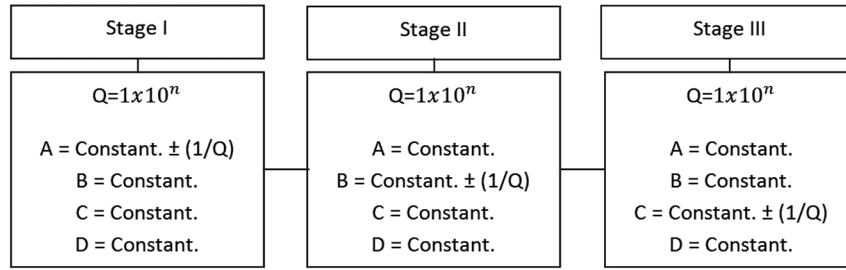 Stage I
Q=1x10ⁿ
A = Constant. ± (1/Q)
B = Constant.
C = Constant.
D = Constant.
Stage II
Q=1x10ⁿ
A = Constant.
B = Constant. ± (1/Q)
C = Constant.
D = Constant.
Stage III
Q=1x10ⁿ
A = Constant.
B = Constant.
C = Constant. ± (1/Q)
D = Constant.